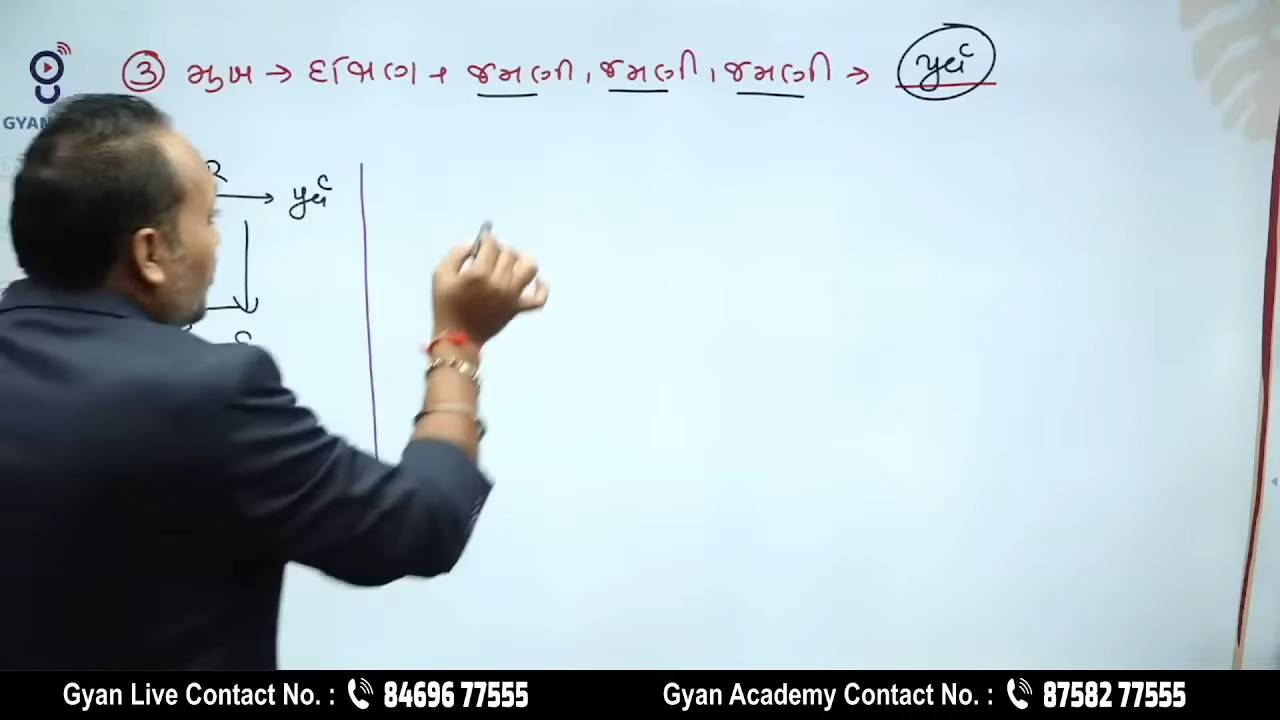 ③ મુખ → દક્ષિણ + જમણી, જમણી, જમણી → પૂર્વ
GYAN
R
→ પૂર્વ
S
Gyan Live Contact No. : 84696 77555 Gyan Academy Contact No. : 87582 77555